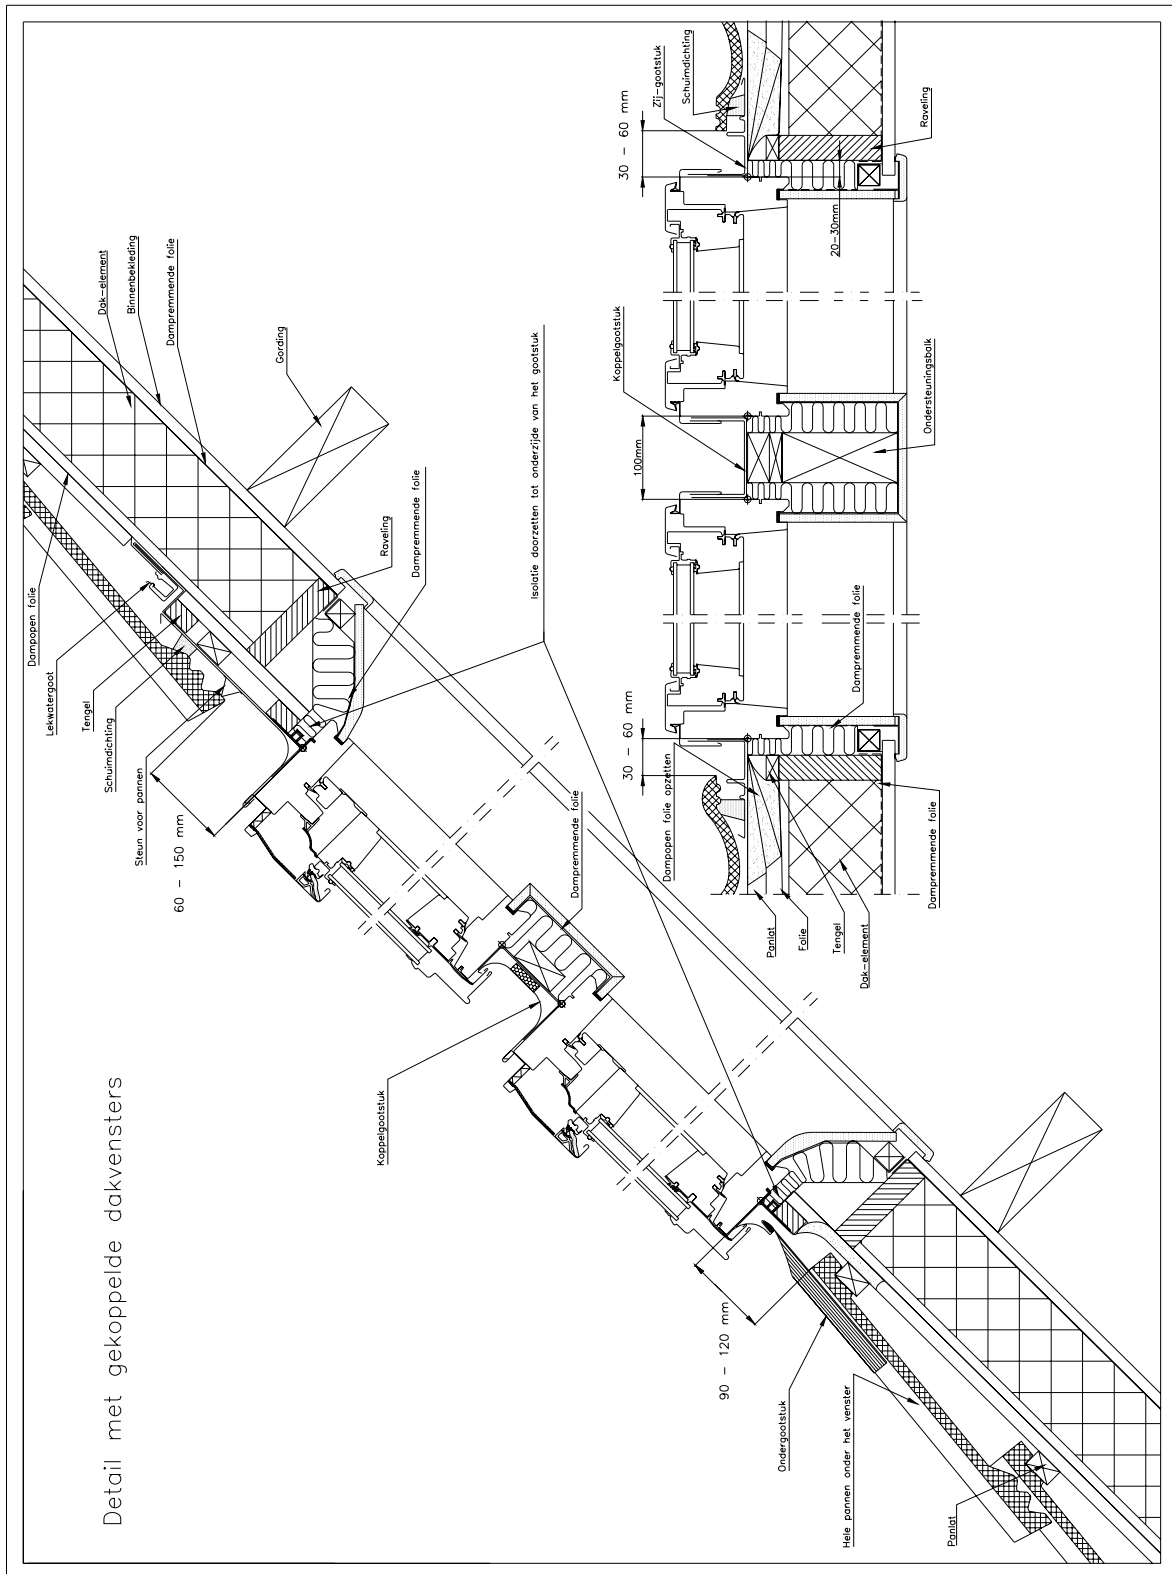 Detail met gekoppelde dakvensters
Dak-element
Binnenbekleding
Dampremmende folie
Gording
Dampopen folie
Lekwatergoot
Tengel
Schuimdichting
Steun voor pannen
60 - 150 mm
Raveling
Dampremmende folie
Isolatie doorzetten tot onderzijde van het gootstuk
Dampremmende folie
Koppelgootstuk
90 - 120 mm
Ondergootstuk
Hele pannen onder het venster
Panlat
30 - 60 mm
Zij-gootstuk
Schuimdichting
Raveling
20-30mm
Koppelgootstuk
100mm
Ondersteuningsbalk
30 - 60 mm
Dampopen folie opzetten
Dampremmende folie
Panlat
Folie
Tengel
Dak-element
Dampremmende folie